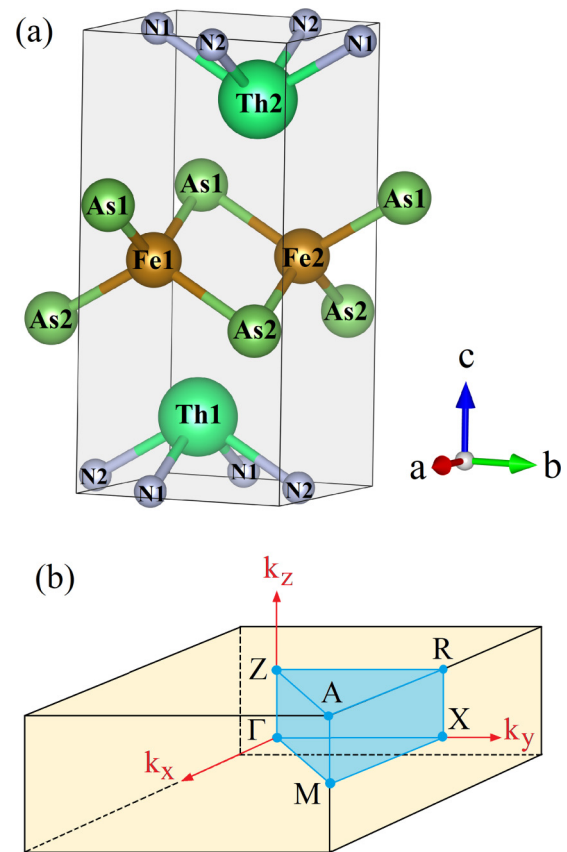 (a)
N1 N2 N2 N1
Th2
As1 As1 As1
Fe1 Fe2
As2 As2 As2
Th1
N2 N1 N1 N2
c
a b
(b)
kz
Z A R
Γ X
kx ky
M